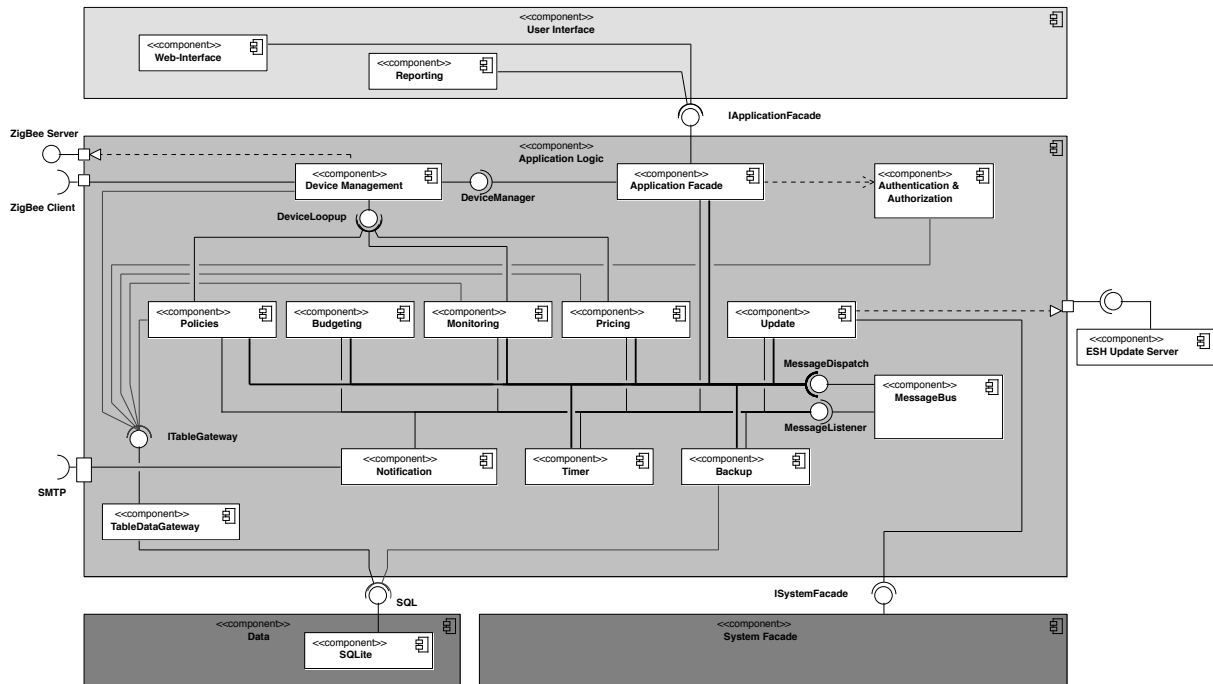 <<component>>
User Interface
<<component>>
Web-Interface
<<component>>
Reporting
IApplicationFacade
ZigBee Server
<<component>>
Application Logic
<<component>>
Device Management
<<component>>
Application Facade
<<component>>
Authentication &
Authorization
DeviceManager
ZigBee Client
DeviceLoopup
<<component>>
Policies
<<component>>
Budgeting
<<component>>
Monitoring
<<component>>
Pricing
<<component>>
Update
<<component>>
ESH Update Server
MessageDispatch
<<component>>
MessageBus
MessageListener
ITableGateway
<<component>>
Notification
<<component>>
Timer
<<component>>
Backup
SMTP
<<component>>
TableDataGateway
SQL
ISystemFacade
<<component>>
Data
<<component>>
SQLite
<<component>>
System Facade